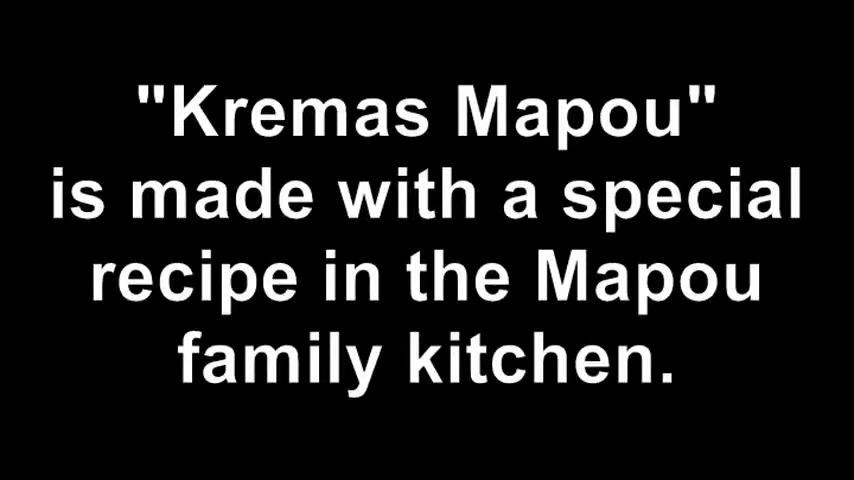 "Kremas Mapou"
is made with a special
recipe in the Mapou
family kitchen.